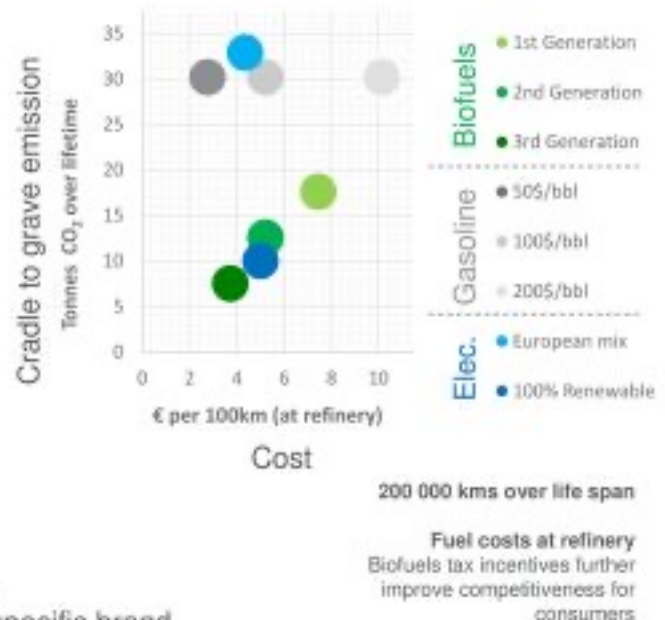 Cradle to grave emission
Tonnes CO₂ over lifetime
35
30
25
20
15
10
5
0
0 2 4 6 8 10
€ per 100km (at refinery)
Cost
Biofuels
1st Generation
2nd Generation
3rd Generation
Gasoline
50$/bbl
100$/bbl
200$/bbl
Elec.
European mix
100% Renewable
200 000 kms over life span
Fuel costs at refinery
Biofuels tax incentives further
improve competitiveness for
consumers
specific brand